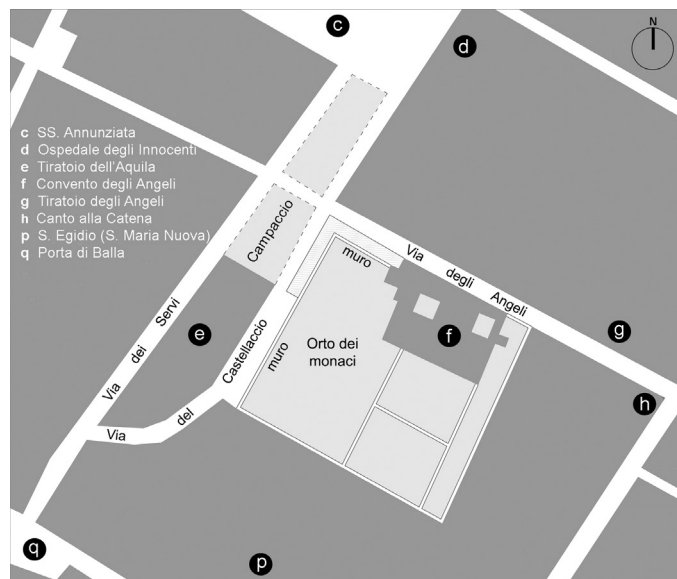 c
d
N
c SS. Annunziata
d Ospedale degli Innocenti
e Tiratoio dell'Aquila
f Convento degli Angeli
g Tiratoio degli Angeli
h Canto alla Catena
p S. Egidio (S. Maria Nuova)
q Porta di Balla
Campaccio
muro
Via degli Angeli
Via dei Servi
e
Castellaccio
muro
Orto dei
monaci
f
g
h
Via del
q
p